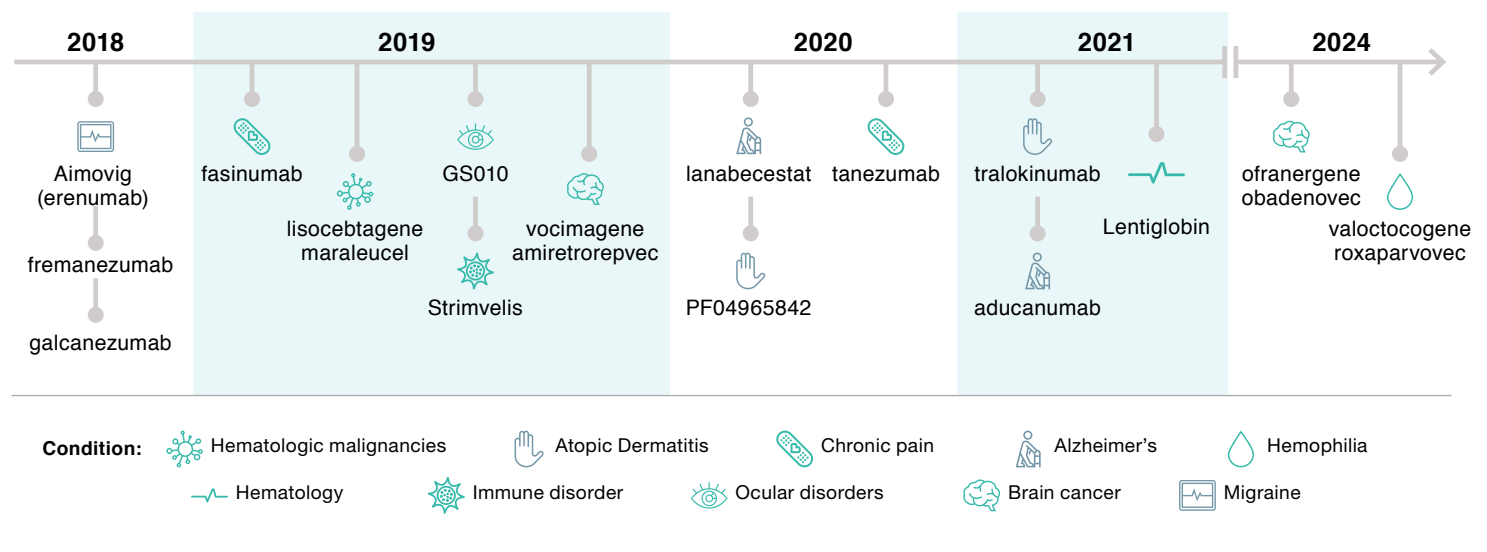 2018
2019
2020
2021
2024
Aimovig
(erenumab)
fremanezumab
galcanezumab
fasinumab
lisocebtagene
maraleucel
GS010
Strimvelis
vocimagene
amiretrorepvec
lanabecestat
PF04965842
tanezumab
tralokinumab
aducanumab
Lentiglobin
ofranergene
obadenovec
valoctocogene
roxaparvovec
Condition:
Hematologic malignancies
Atopic Dermatitis
Chronic pain
Alzheimer's
Hemophilia
Hematology
Immune disorder
Ocular disorders
Brain cancer
Migraine